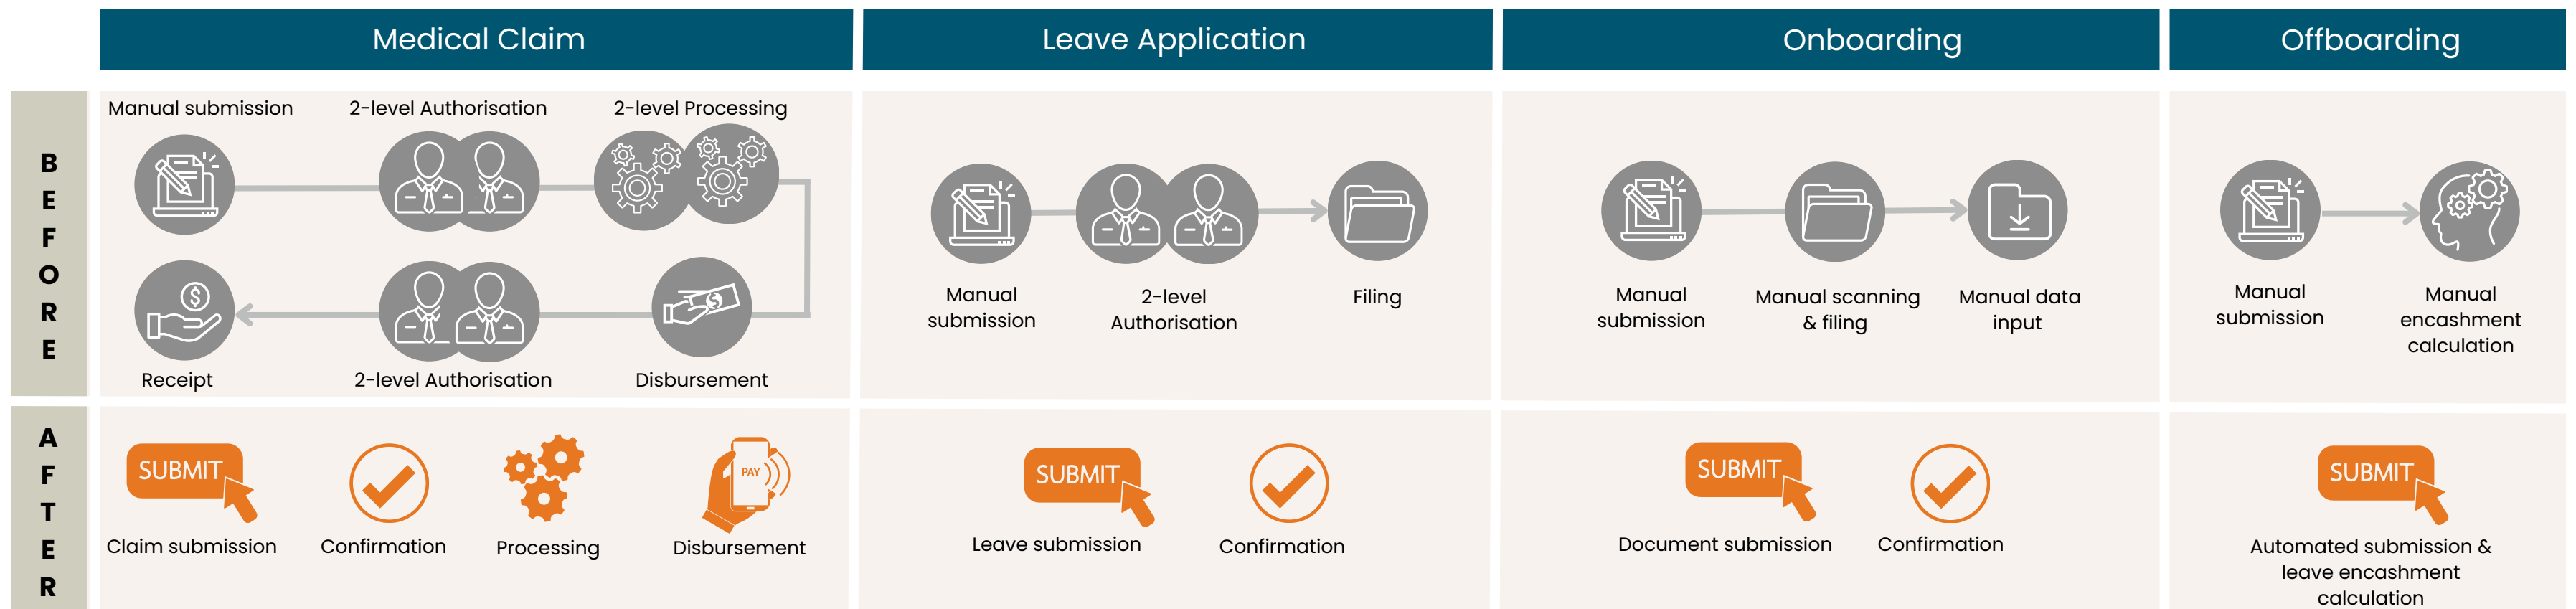 Medical Claim
Leave Application
Onboarding
Offboarding
BEFORE
Manual submission
2-level Authorisation
2-level Processing
Receipt
2-level Authorisation
Disbursement
Manual
submission
2-level
Authorisation
Filing
Manual
submission
Manual scanning
& filing
Manual data
input
Manual
submission
Manual
encashment
calculation
AFTER
SUBMIT
PAY
Claim submission
Confirmation
Processing
Disbursement
SUBMIT
Leave submission
Confirmation
SUBMIT
Document submission
Confirmation
SUBMIT
Automated submission &
leave encashment
calculation